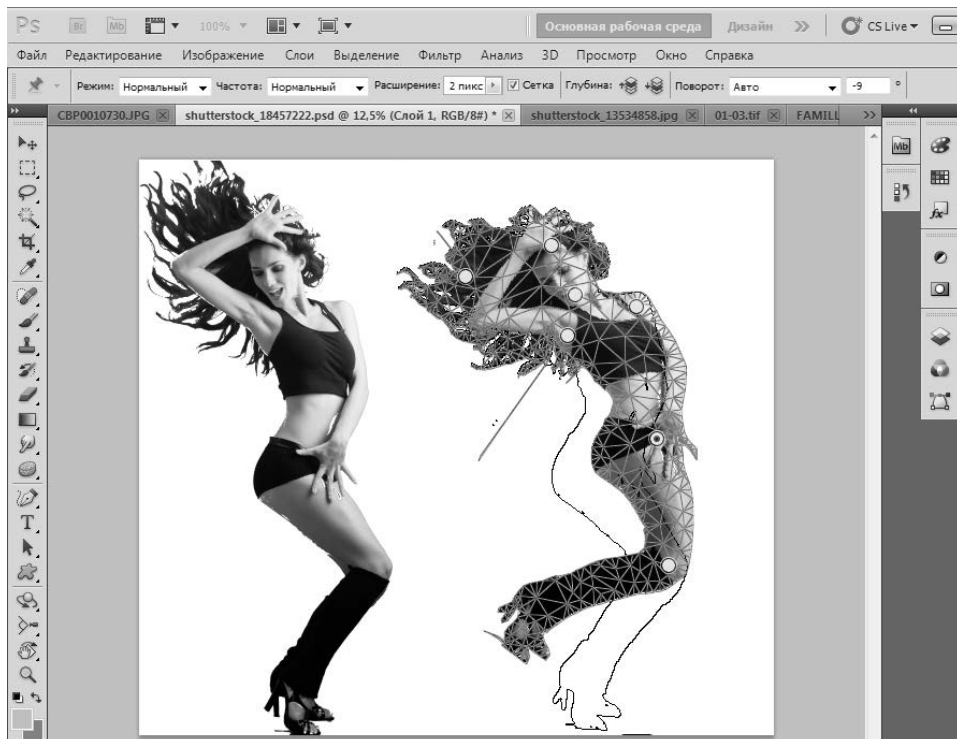 Ps Br Mb 100% Основная рабочая среда Дизайн CS Live
Файл Редактирование Изображение Слои Выделение Фильтр Анализ 3D Просмотр Окно Справка
Режим: Нормальный Частота: Нормальный Расширение: 2 пикс Сетка Глубина: Поворот: Авто -9 °
CBP0010730.JPG shutterstock_18457222.psd @ 12,5% (Слой 1, RGB/8#) * shutterstock_13534858.jpg 01-03.tif FAMILL
Mb
fx
T